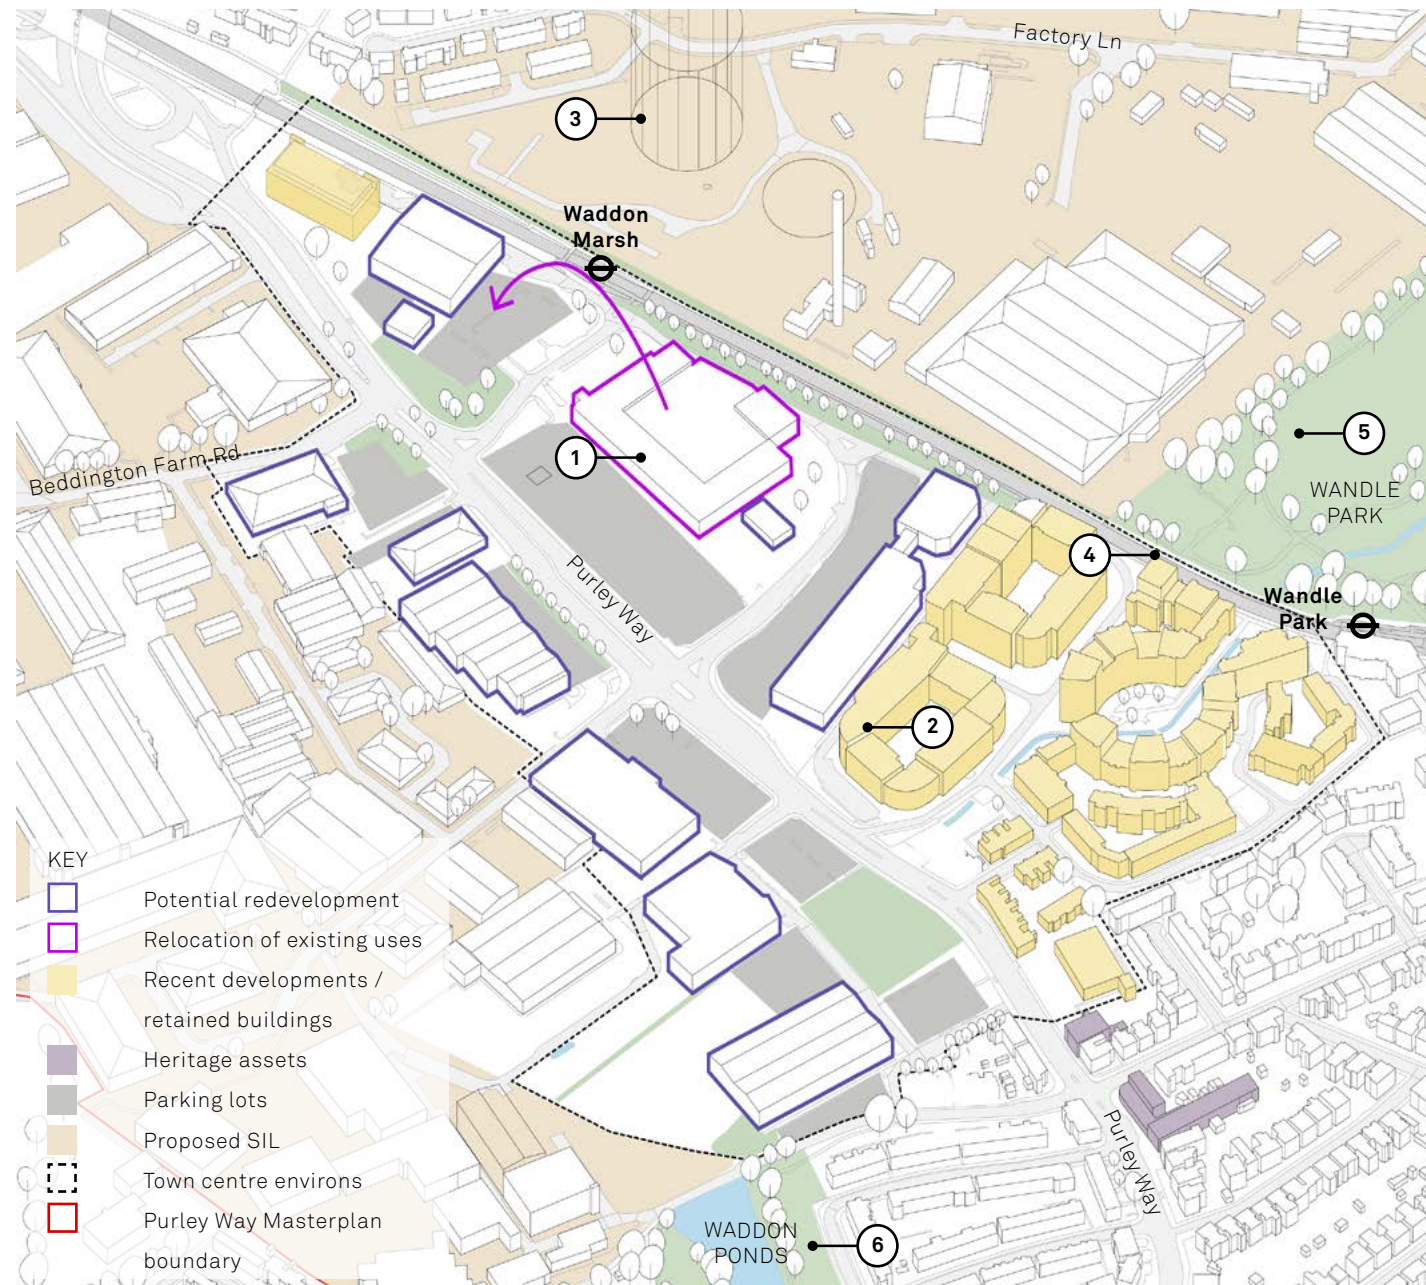 Factory Ln
3
Waddon
Marsh
5
1
Beddington Farm Rd
WANDLE
PARK
4
Purley Way
Wandle
Park
2
KEY
Potential redevelopment
Relocation of existing uses
Recent developments /
retained buildings
Heritage assets
Parking lots
Proposed SIL
Town centre environs
Purley Way Masterplan
boundary
Purley Way
WADDON
PONDS
6